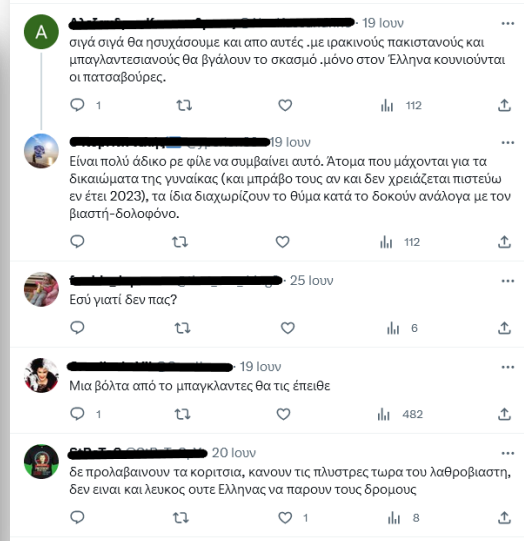 A
· 19 Ιουν
σιγά σιγά θα ησυχάσουμε και απο αυτές .με ιρακινούς πακιστανούς και
μπαγλαντεσιανούς θα βγάλουν το σκασμό .μόνο στον Έλληνα κουνιούνται
οι πατσαβούρες.
1 112
19 Ιουν
Είναι πολύ άδικο ρε φίλε να συμβαίνει αυτό. Άτομα που μάχονται για τα
δικαιώματα της γυναίκας (και μπράβο τους αν και δεν χρειάζεται πιστεύω
εν έτει 2023), τα ίδια διαχωρίζουν το θύμα κατά το δοκούν ανάλογα με τον
βιαστή-δολοφόνο.
112
· 25 Ιουν
Εσύ γιατί δεν πας?
6
· 19 Ιουν
Μια βόλτα από το μπαγκλαντες θα τις έπειθε
1 482
· 20 Ιουν
δε προλαβαινουν τα κοριτσια, κανουν τις πλυστρες τωρα του λαθροβιαστη,
δεν ειναι και λευκος ουτε Ελληνας να παρουν τους δρομους
1 8